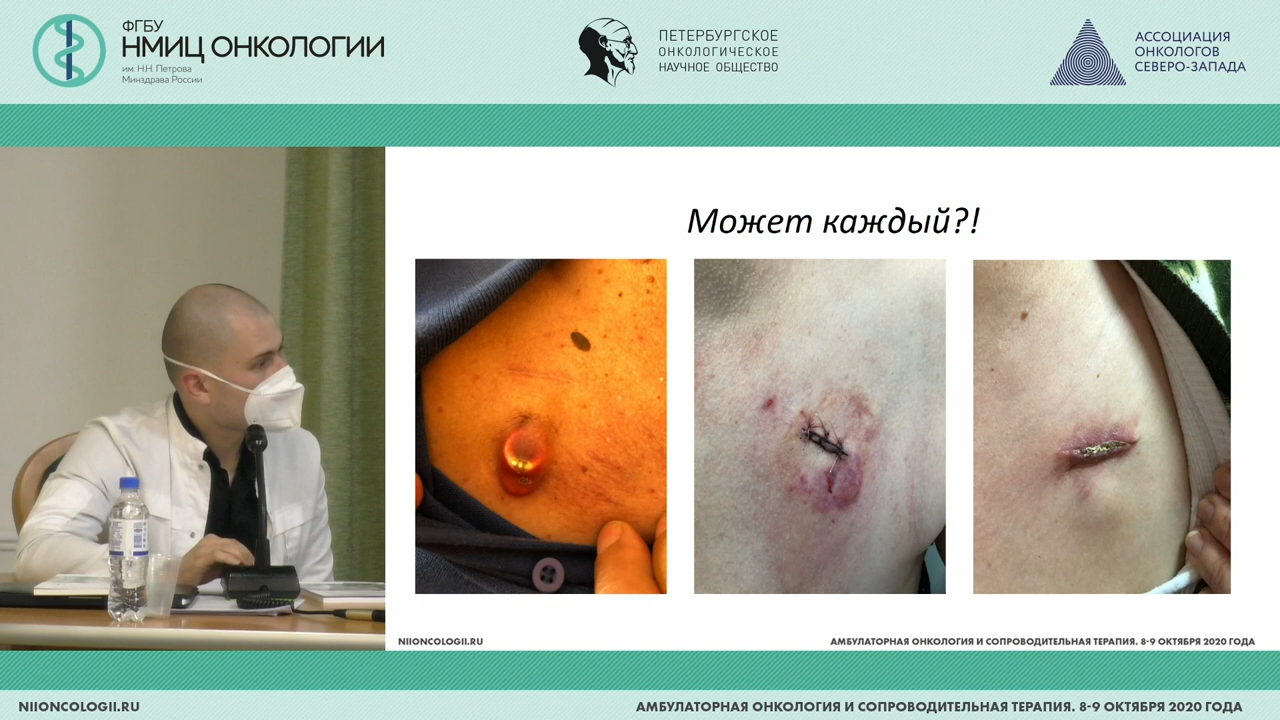 ФГБУ
НМИЦ ОНКОЛОГИИ
им. Н.Н. Петрова
Минздрава России
ПЕТЕРБУРГСКОЕ
ОНКОЛОГИЧЕСКОЕ
НАУЧНОЕ ОБЩЕСТВО
АССОЦИАЦИЯ
ОНКОЛОГОВ
СЕВЕРО-ЗАПАДА
Может каждый?!
NIIONCOLOGII.RU
АМБУЛАТОРНАЯ ОНКОЛОГИЯ И СОПРОВОДИТЕЛЬНАЯ ТЕРАПИЯ. 8-9 ОКТЯБРЯ 2020 ГОДА
NIIONCOLOGII.RU
АМБУЛАТОРНАЯ ОНКОЛОГИЯ И СОПРОВОДИТЕЛЬНАЯ ТЕРАПИЯ. 8-9 ОКТЯБРЯ 2020 ГОДА